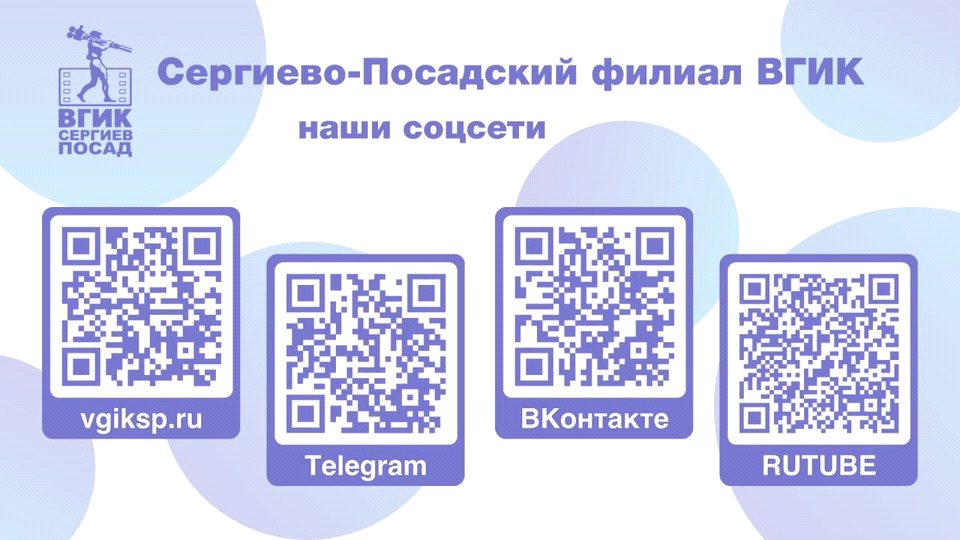 ВГИК
СЕРГИЕВ
ПОСАД
Сергиево-Посадский филиал ВГИК
наши соцсети
vgiksp.ru
Telegram
ВКонтакте
RUTUBE